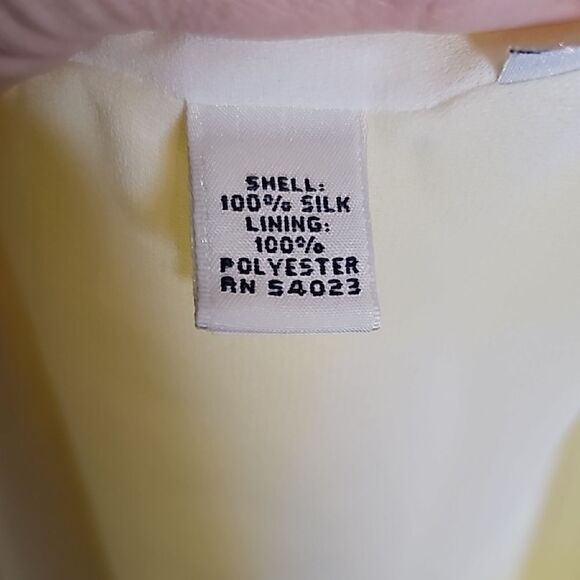 SHELL:
100% SILK
LINING:
100%
POLYESTER
RN 54023